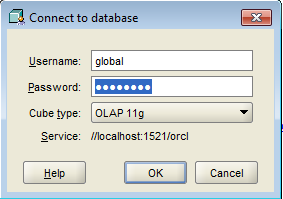 Connect to database
Username: global
Password: ●●●●●●●●
Cube type: OLAP 11g
Service: //localhost:1521/orcl
Help OK Cancel